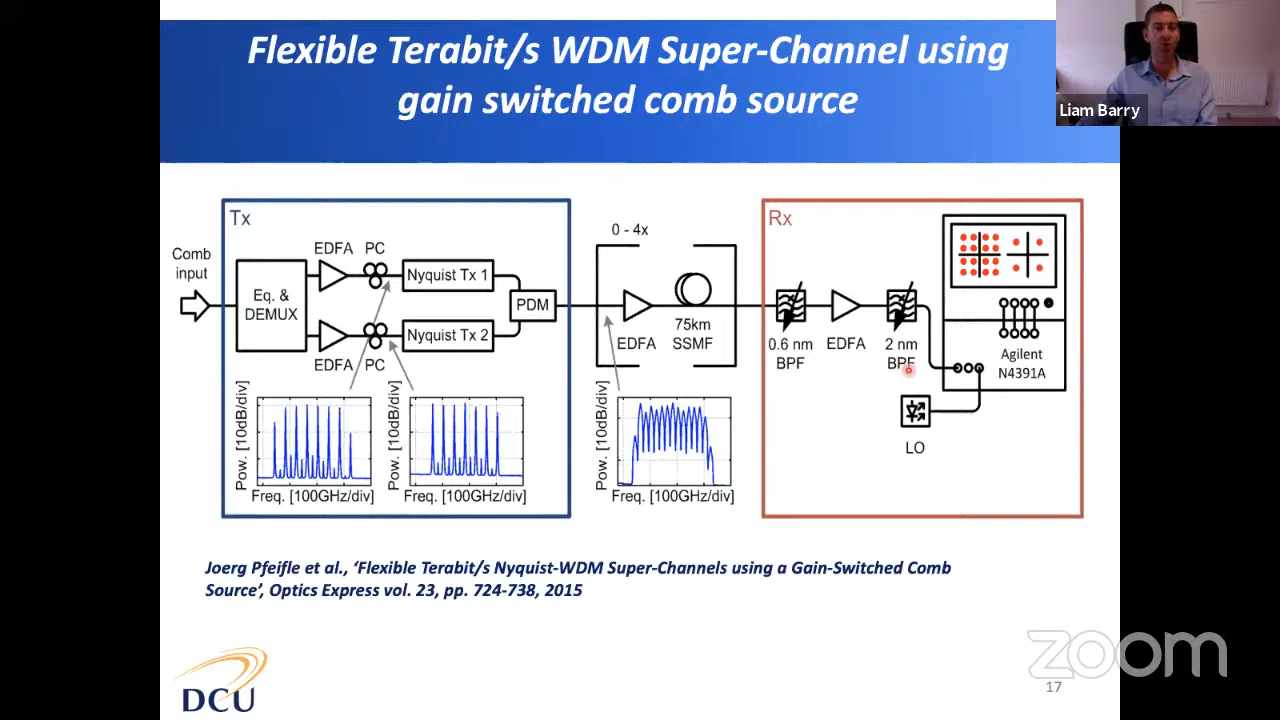 Flexible Terabit/s WDM Super-Channel using
gain switched comb source
Liam Barry
Tx
Comb
input
Eq. &
DEMUX
EDFA
PC
Nyquist Tx 1
EDFA
PC
Nyquist Tx 2
PDM
Pow. [10dB/div]
Freq. [100GHz/div]
Pow. [10dB/div]
Freq. [100GHz/div]
0 - 4x
EDFA
75km
SSMF
Pow. [10dB/div]
Freq. [100GHz/div]
Rx
0.6 nm
BPF
EDFA
2 nm
BPF
Agilent
N4391A
LO
Joerg Pfeifle et al., ‘Flexible Terabit/s Nyquist-WDM Super-Channels using a Gain-Switched Comb
Source’, Optics Express vol. 23, pp. 724-738, 2015
DCU
zoom
17